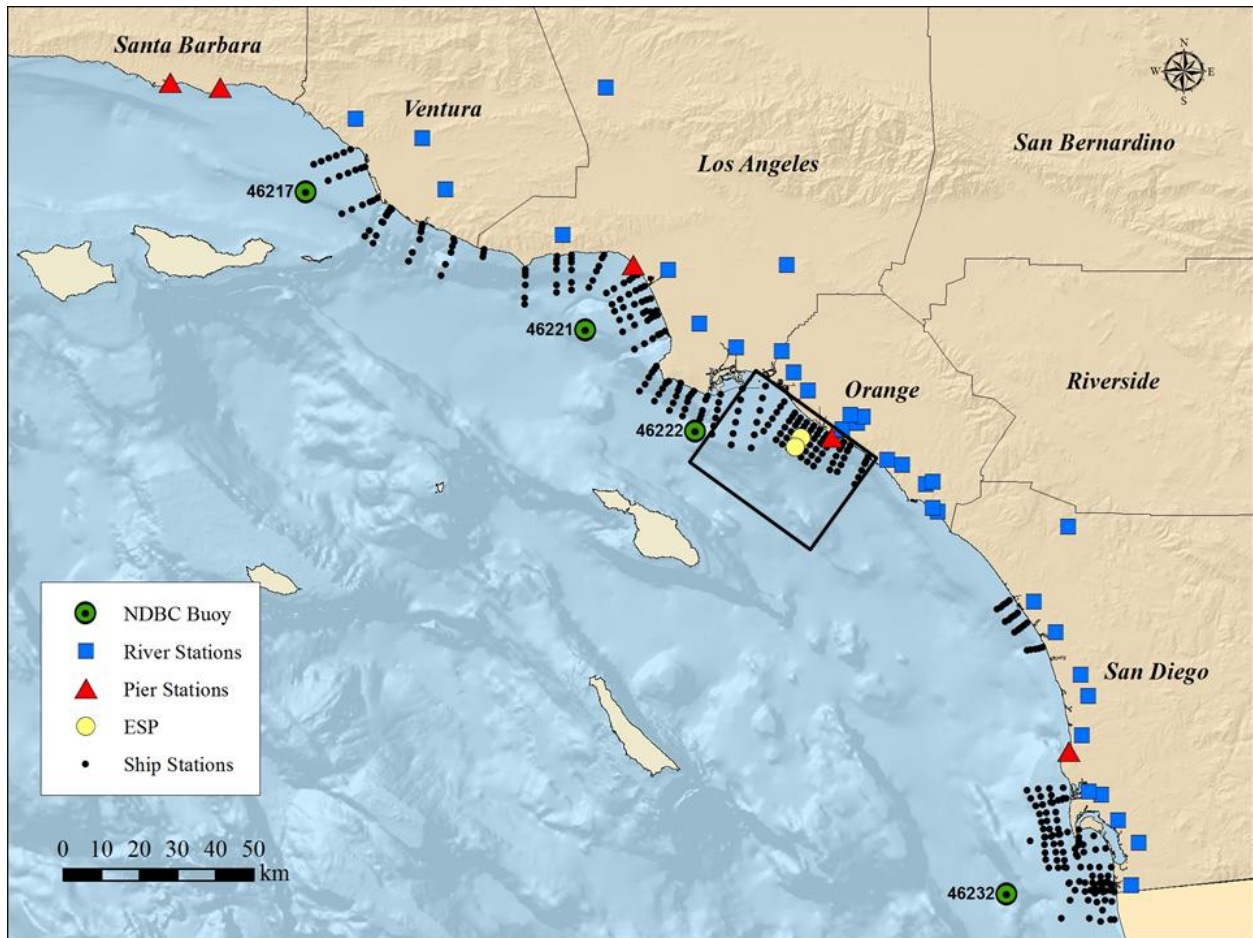 Santa Barbara
N
W E
S
Ventura
San Bernardino
Los Angeles
46217
46221
Orange
Riverside
46222
NDBC Buoy
River Stations
Pier Stations
ESP
Ship Stations
San Diego
0 10 20 30 40 50
km
46232